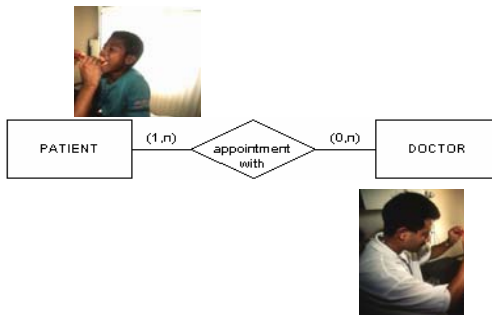 (1,n)
(0,n)
PATIENT
appointment
with
DOCTOR